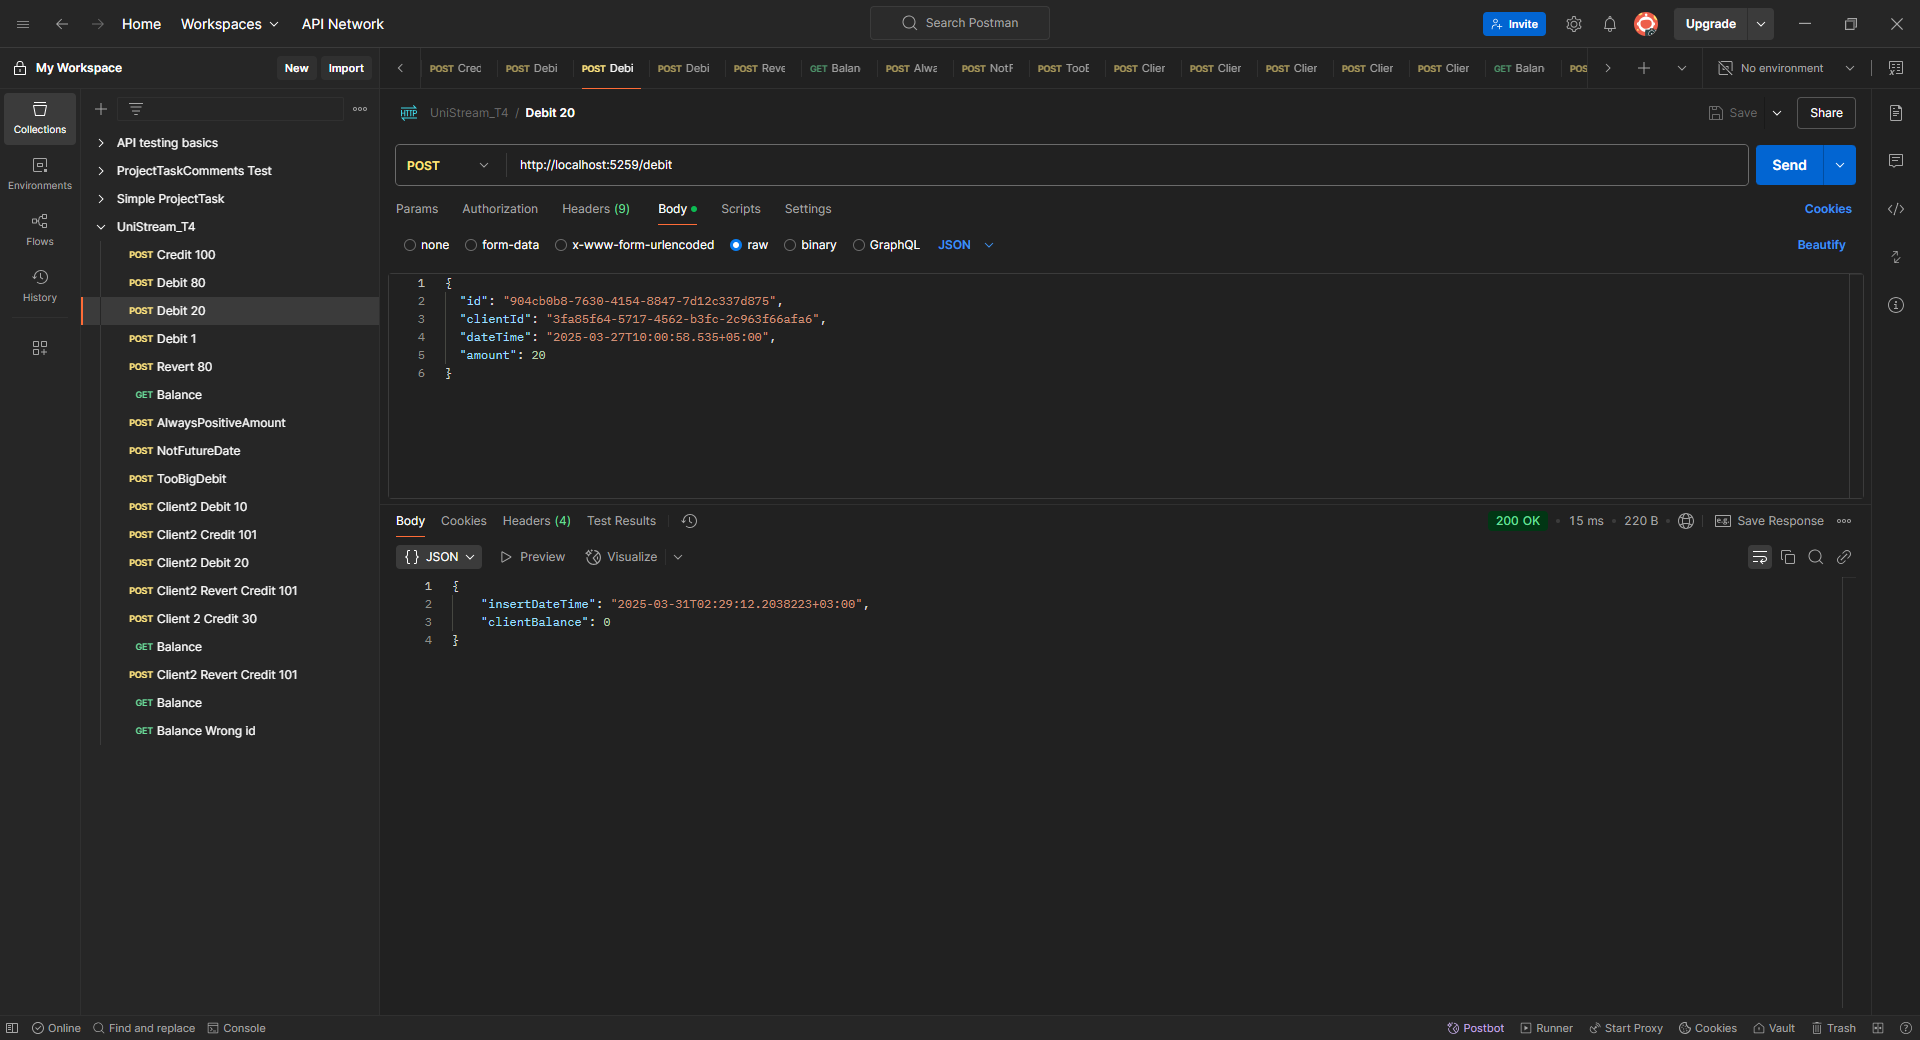 Home Workspaces API Network Search Postman Invite Upgrade
My Workspace New Import
POST Cred POST Debi POST Debi POST Debi POST Reve GET Balan POST Alwa POST NotF POST TooB POST Clier POST Clier POST Clier POST Clier POST Clier GET Balan POS No environment
Collections
Environments
Flows
History
API testing basics
ProjectTaskComments Test
Simple ProjectTask
UniStream_T4
POST Credit 100
POST Debit 80
POST Debit 20
POST Debit 1
POST Revert 80
GET Balance
POST AlwaysPositiveAmount
POST NotFutureDate
POST TooBigDebit
POST Client2 Debit 10
POST Client2 Credit 101
POST Client2 Debit 20
POST Client2 Revert Credit 101
POST Client 2 Credit 30
GET Balance
POST Client2 Revert Credit 101
GET Balance
GET Balance Wrong id
HTTP UniStream_T4 / Debit 20 Save Share
POST http://localhost:5259/debit Send
Params Authorization Headers (9) Body Scripts Settings Cookies
none form-data x-www-form-urlencoded raw binary GraphQL JSON Beautify
1 {
2 "id": "904cb0b8-7630-4154-8847-7d12c337d875",
3 "clientId": "3fa85f64-5717-4562-b3fc-2c963f66afa6",
4 "dateTime": "2025-03-27T10:00:58.535+05:00",
5 "amount": 20
6 }
Body Cookies Headers (4) Test Results 200 OK • 15 ms • 220 B • e.g. Save Response
{} JSON Preview Visualize
1 {
2 "insertDateTime": "2025-03-31T02:29:12.2038223+03:00",
3 "clientBalance": 0
4 }
Online Find and replace Console Postbot Runner Start Proxy Cookies Vault Trash